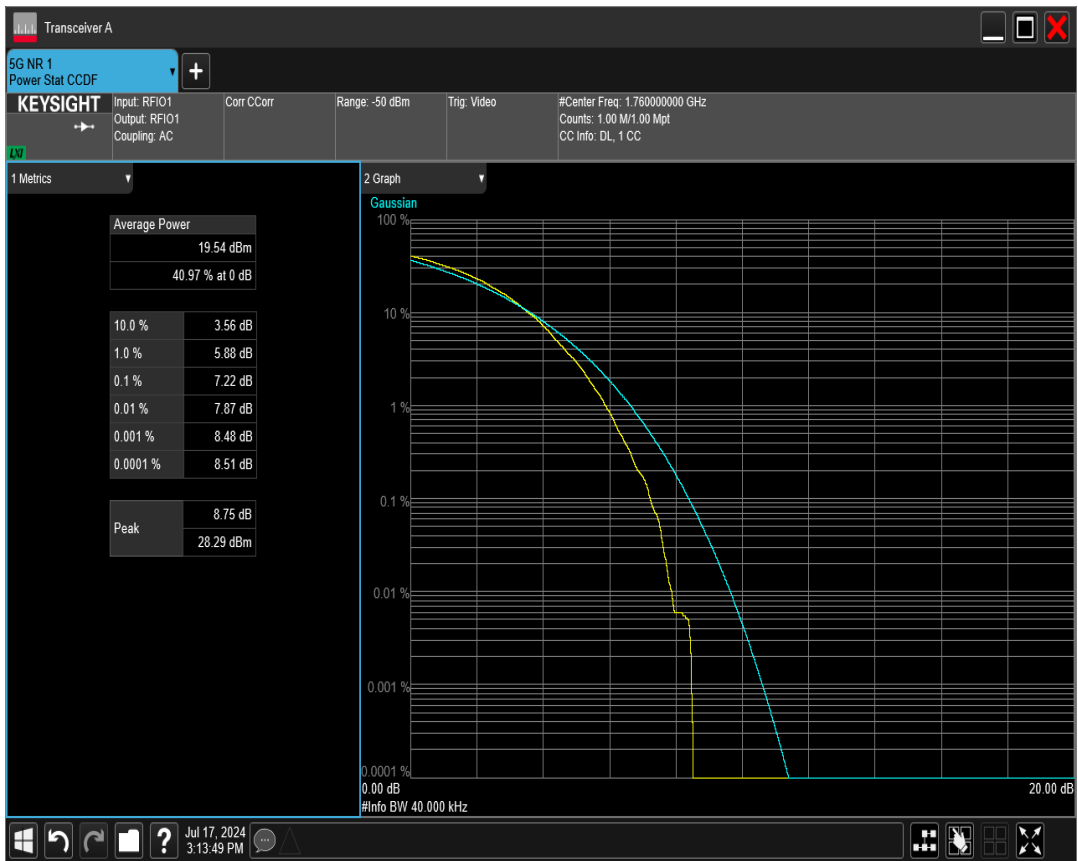 Transceiver A
5G NR 1
Power Stat CCDF
+
KEYSIGHT
LXI
Input: RFIO1
Output: RFIO1
Coupling: AC
Corr CCorr
Range: -50 dBm
Trig: Video
#Center Freq: 1.760000000 GHz
Counts: 1.00 M/1.00 Mpt
CC Info: DL, 1 CC
1 Metrics
Average Power
19.54 dBm
40.97 % at 0 dB
10.0 % 3.56 dB
1.0 % 5.88 dB
0.1 % 7.22 dB
0.01 % 7.87 dB
0.001 % 8.48 dB
0.0001 % 8.51 dB
Peak
8.75 dB
28.29 dBm
2 Graph
Gaussian
100 %
10 %
1 %
0.1 %
0.01 %
0.001 %
0.0001 %
0.00 dB 20.00 dB
#Info BW 40.000 kHz
?
Jul 17, 2024
3:13:49 PM